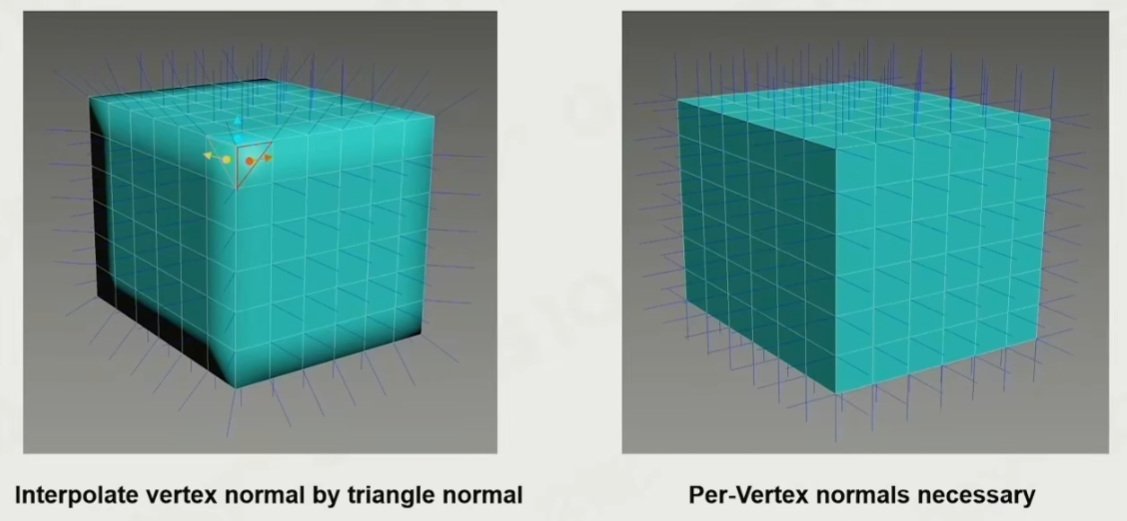 Interpolate vertex normal by triangle normal
Per-Vertex normals necessary